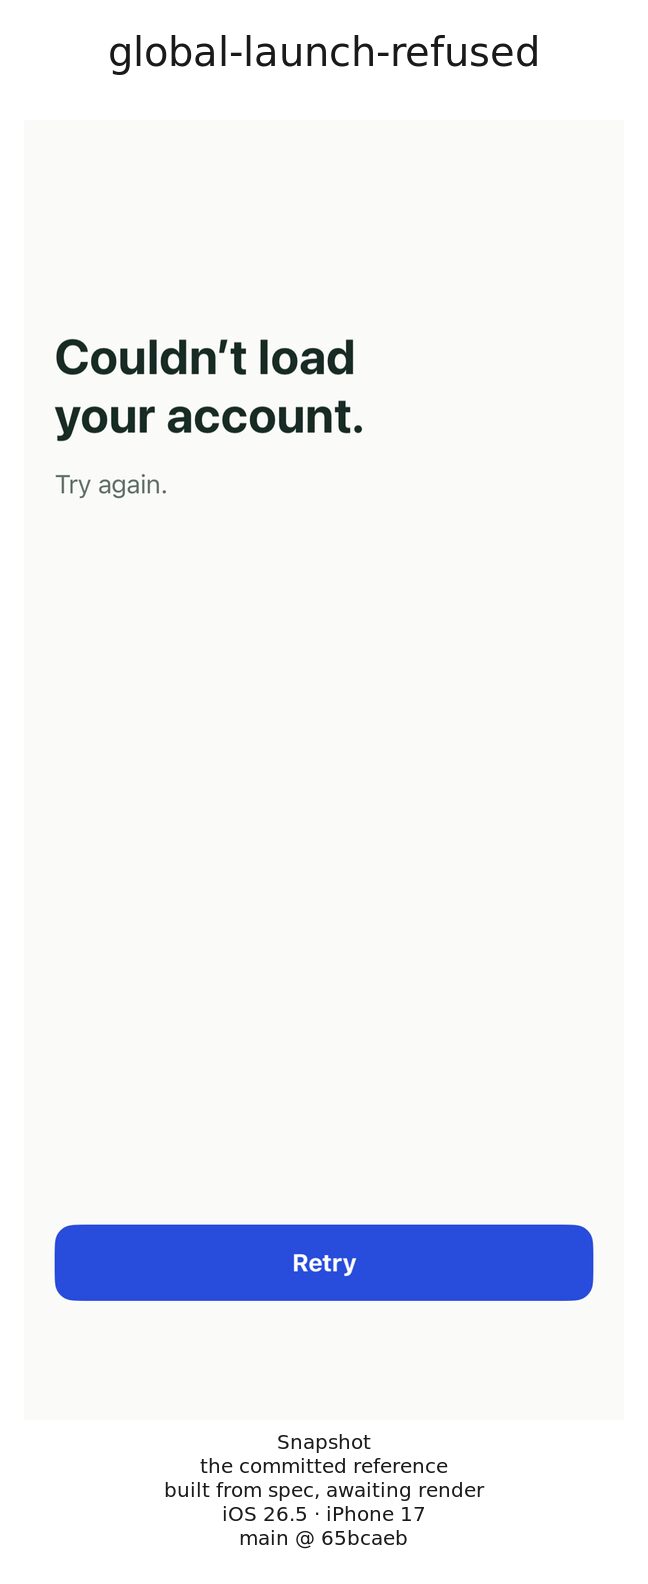 global-launch-refused
Couldn’t load
your account.
Try again.
Retry
Snapshot
the committed reference
built from spec, awaiting render
iOS 26.5 · iPhone 17
main @ 65bcaeb